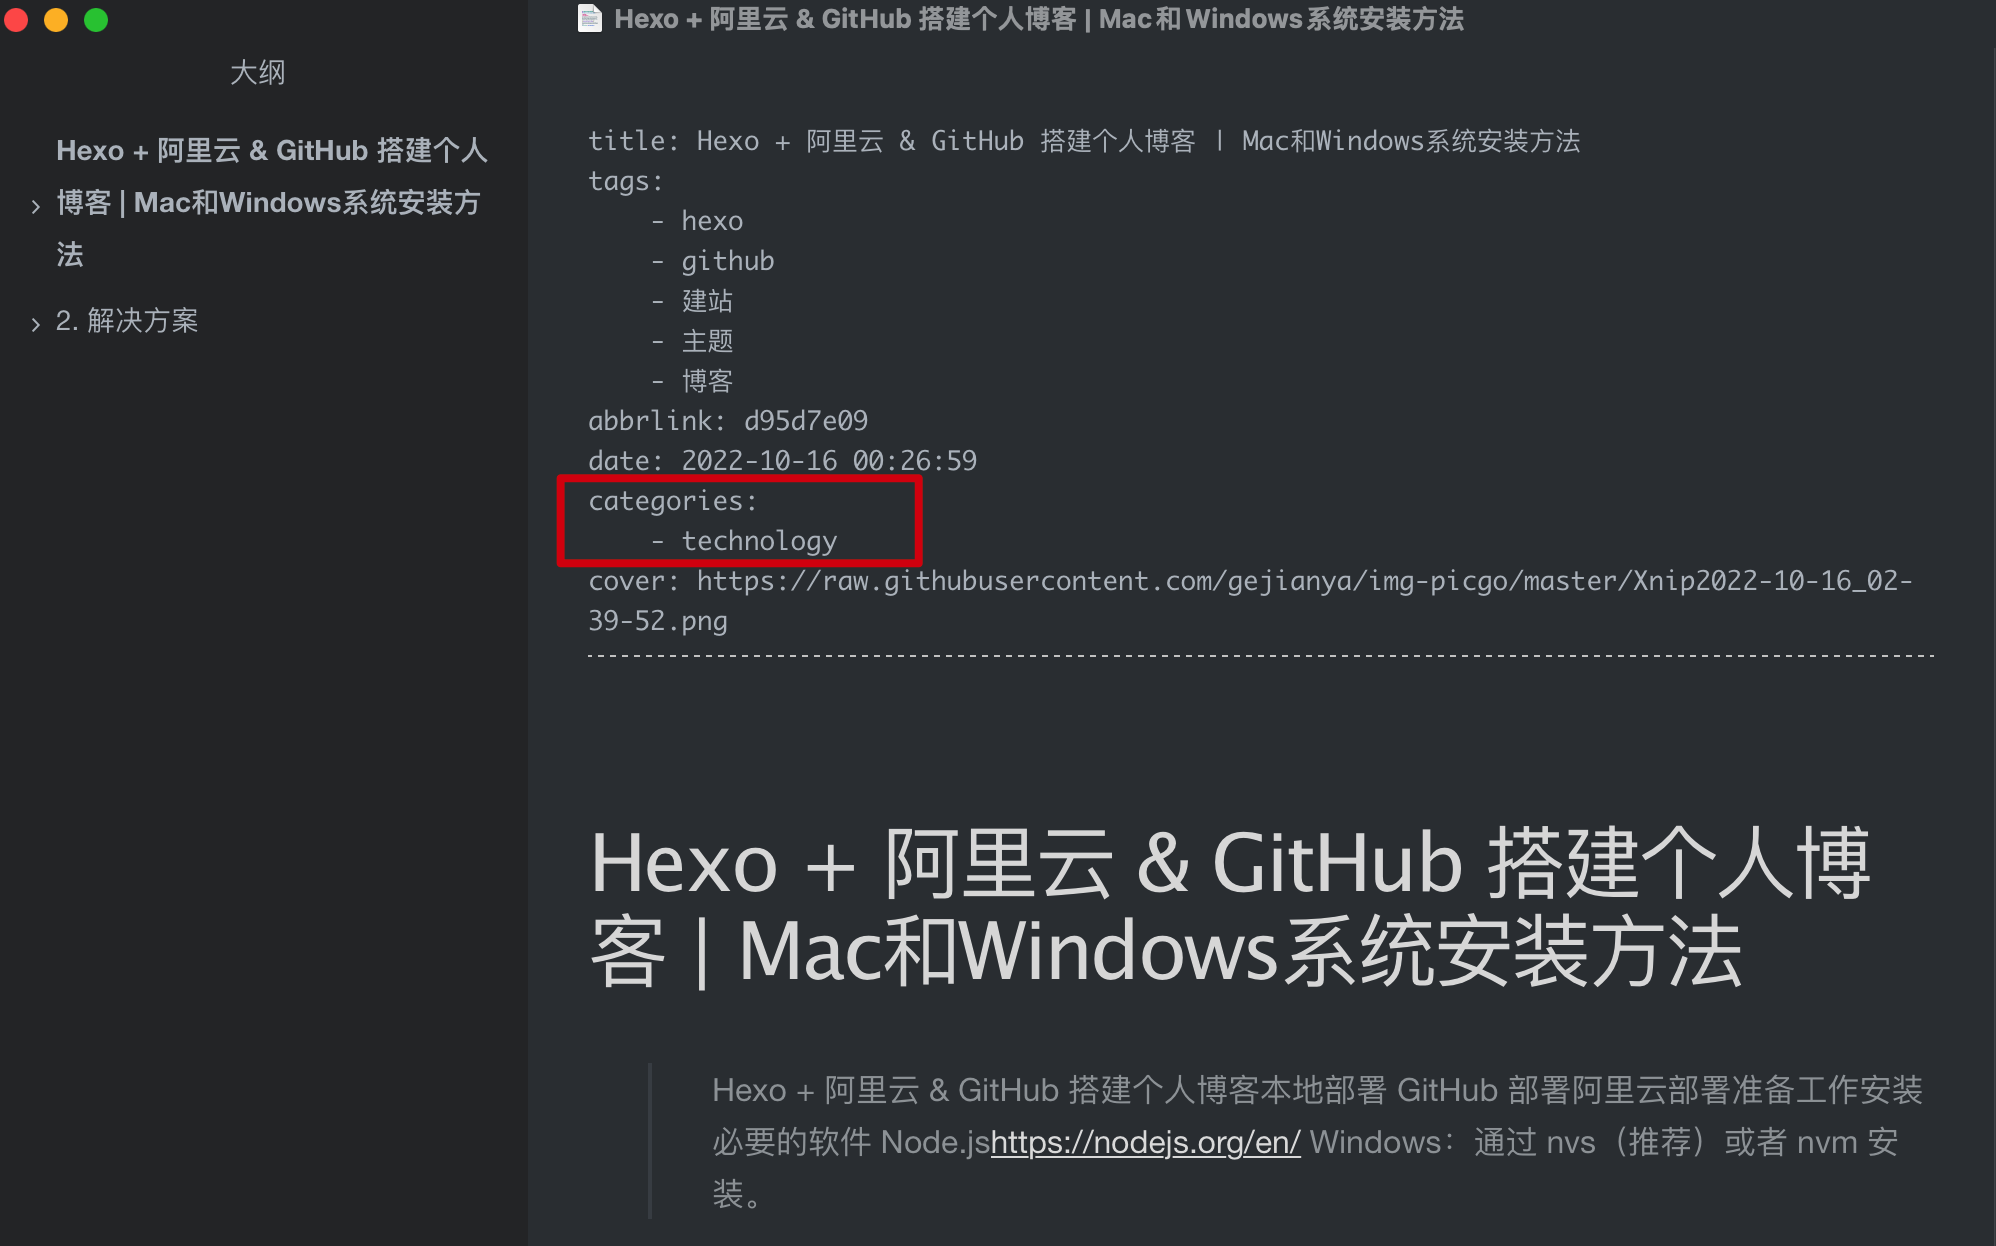 Hexo + 阿里云 & GitHub 搭建个人博客 | Mac和Windows系统安装方法
大纲
Hexo + 阿里云 & GitHub 搭建个人
博客 | Mac和Windows系统安装方
法
2. 解决方案
title: Hexo + 阿里云 & GitHub 搭建个人博客 | Mac和Windows系统安装方法
tags:
- hexo
- github
- 建站
- 主题
- 博客
abbrlink: d95d7e09
date: 2022-10-16 00:26:59
categories:
- technology
cover: https://raw.githubusercontent.com/gejianya/img-picgo/master/Xnip2022-10-16_02-
39-52.png
Hexo + 阿里云 & GitHub 搭建个人博
客 | Mac和Windows系统安装方法
Hexo + 阿里云 & GitHub 搭建个人博客本地部署 GitHub 部署阿里云部署准备工作安装
必要的软件 Node.jshttps://nodejs.org/en/ Windows：通过 nvs（推荐）或者 nvm 安
装。